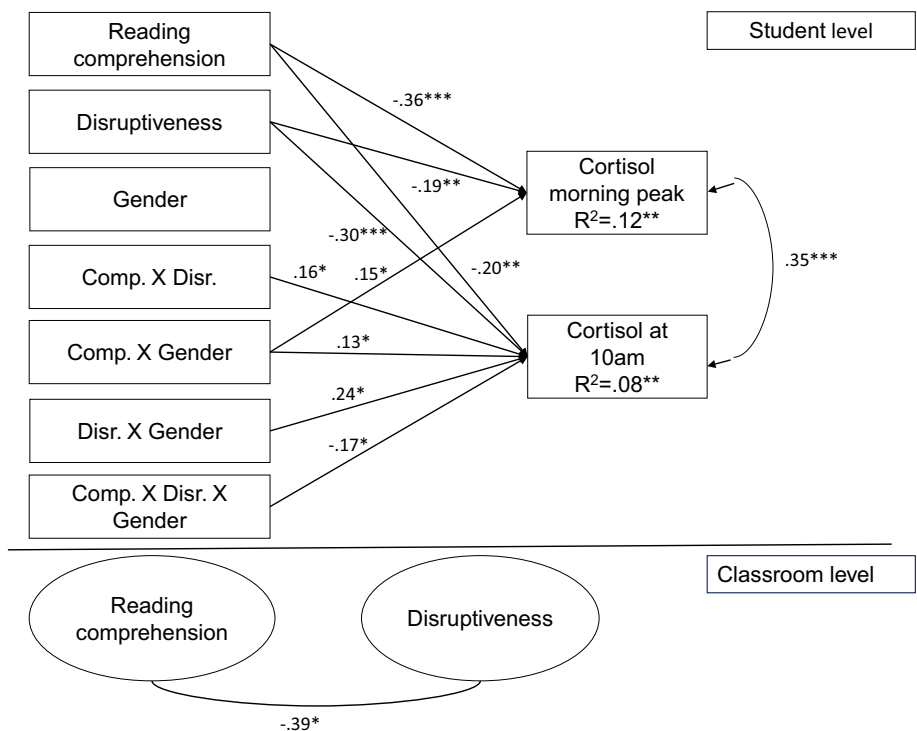 Reading
comprehension
Student level
Disruptiveness
-.36***
Cortisol
morning peak
R²=.12**
Gender
-.19**
-.30***
Comp. X Disr.
.16*
.15*
-.20**
.35***
Comp. X Gender
.13*
Cortisol at
10am
R²=.08**
Disr. X Gender
.24*
-.17*
Comp. X Disr. X
Gender
Classroom level
Reading
comprehension
Disruptiveness
-.39*